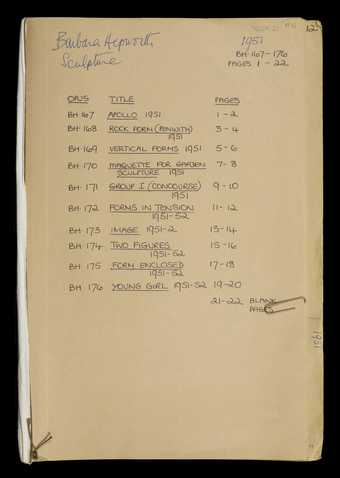 Barbara Hepworth
Sculpture
1951
BH 167-176
PAGES 1 - 22
OPUS TITLE PAGES
BH 167 APOLLO 1951 1 - 2
BH 168 ROCK FORM (PENWITH) 3 - 4
1951
BH 169 VERTICAL FORMS 1951 5 - 6
BH 170 MAQUETTE FOR GARDEN 7 - 8
SCULPTURE 1951
BH 171 GROUP I (CONCOURSE) 9 - 10
1951
BH 172 FORMS IN TENSION 11 - 12
1951-52
BH 173 IMAGE 1951-2 13-14
BH 174 TWO FIGURES 15-16
1951-52
BH 175 FORM ENCLOSED 17-18
1951-52
BH 176 YOUNG GIRL 1951-52 19-20
21-22 BLANK
PAGES
1951